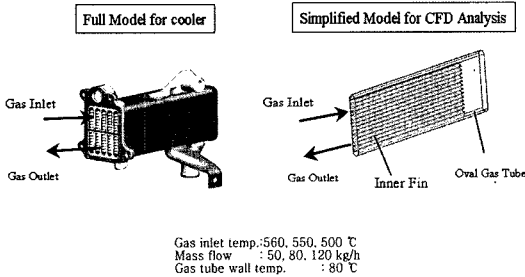 Full Model for cooler
Simplified Model for CFD Analysis
Gas Inlet
Gas Outlet
Gas Inlet
Gas Outlet
Inner Fin
Oval Gas Tube
Gas inlet temp.:560, 550, 500 ℃
Mass flow : 50, 80, 120 kg/h
Gas tube wall temp. : 80 ℃